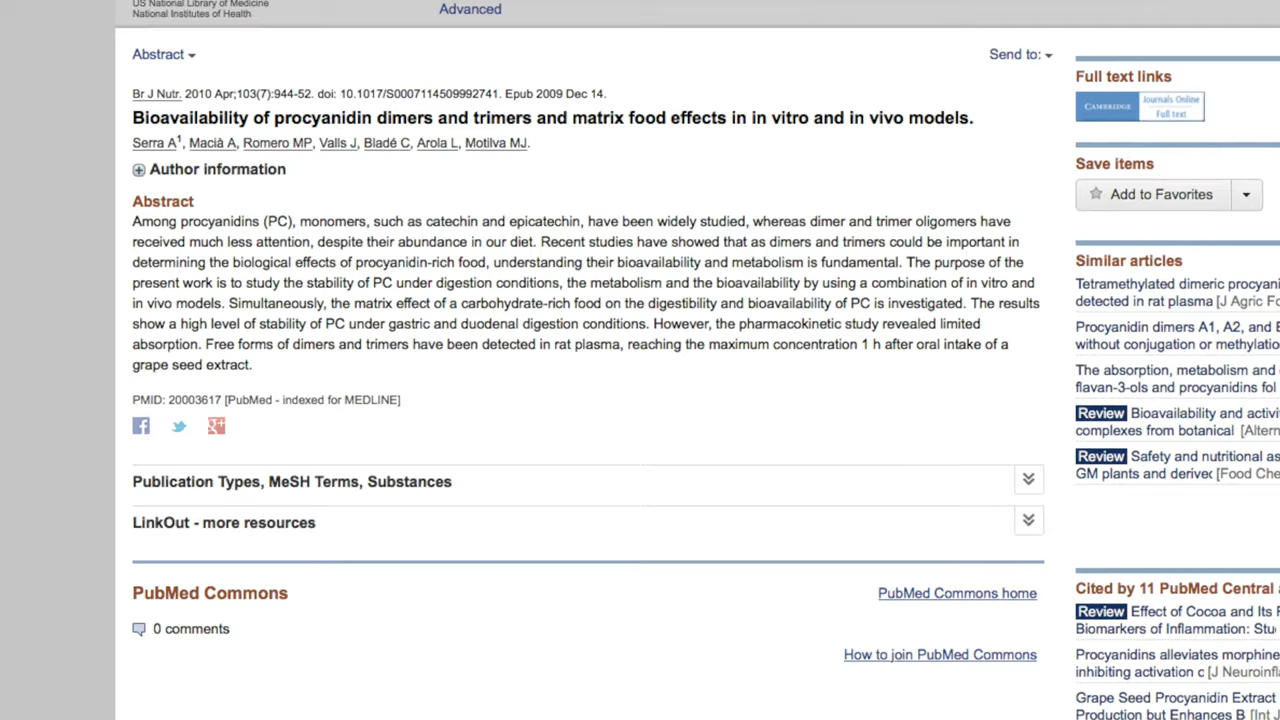 US National Library of Medicine
National Institutes of Health
Advanced
Abstract
Send to:
Br J Nutr. 2010 Apr;103(7):944-52. doi: 10.1017/S0007114509992741. Epub 2009 Dec 14.
Bioavailability of procyanidin dimers and trimers and matrix food effects in in vitro and in vivo models.
Serra A1, Macià A, Romero MP, Valls J, Bladé C, Arola L, Motilva MJ.
Author information
Abstract
Among procyanidins (PC), monomers, such as catechin and epicatechin, have been widely studied, whereas dimer and trimer oligomers have
received much less attention, despite their abundance in our diet. Recent studies have showed that as dimers and trimers could be important in
determining the biological effects of procyanidin-rich food, understanding their bioavailability and metabolism is fundamental. The purpose of the
present work is to study the stability of PC under digestion conditions, the metabolism and the bioavailability by using a combination of in vitro and
in vivo models. Simultaneously, the matrix effect of a carbohydrate-rich food on the digestibility and bioavailability of PC is investigated. The results
show a high level of stability of PC under gastric and duodenal digestion conditions. However, the pharmacokinetic study revealed limited
absorption. Free forms of dimers and trimers have been detected in rat plasma, reaching the maximum concentration 1 h after oral intake of a
grape seed extract.
PMID: 20003617 [PubMed - indexed for MEDLINE]
Publication Types, MeSH Terms, Substances
LinkOut - more resources
PubMed Commons
PubMed Commons home
0 comments
How to join PubMed Commons
Full text links
CAMBRIDGE
Journals Online
Full text
Save items
Add to Favorites
Similar articles
Tetramethylated dimeric procyani
detected in rat plasma [J Agric Fo
Procyanidin dimers A1, A2, and
without conjugation or methylatio
The absorption, metabolism and
flavan-3-ols and procyanidins fol
Review Bioavailability and activi
complexes from botanical [Altern
Review Safety and nutritional as
GM plants and derived [Food Che
Cited by 11 PubMed Central
Review Effect of Cocoa and Its
Biomarkers of Inflammation: Stu
Procyanidins alleviates morphine
inhibiting activation o [J Neuroinfla
Grape Seed Procyanidin Extract
Production but Enhances B [Int J